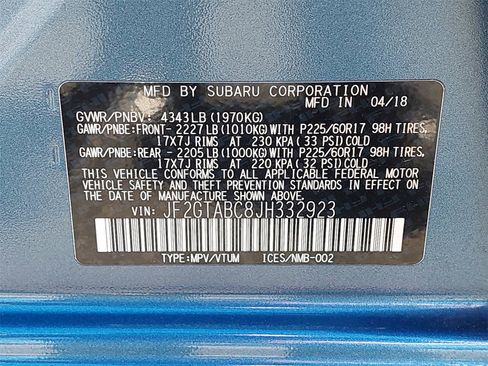 MFD BY SUBARU CORPORATION
MFD IN JAPAN 04/18
GVWR/PNBV: 4343LB (1970KG)
GAWR/PNBE:FRONT- 2227LB(1010KG) WITH P225/60R17 98H TIRES,
17X7J RIMS AT 230 KPA ( 33 PSI) COLD
GAWR/PNBE:REAR - 2205LB(1000KG) WITH P225/60R17 98H TIRES,
17X7J RIMS AT 220 KPA ( 32 PSI) COLD
THIS VEHICLE CONFORMS TO ALL APPLICABLE FEDERAL MOTOR
VEHICLE SAFETY, BUMPER, AND THEFT PREVENTION STANDARDS
IN EFFECT ON THE DATE OF MANUFACTURE SHOWN ABOVE.
VIN: JF2GTABC8JH332923
TYPE:MPV/VTUM ICES/NMB-002